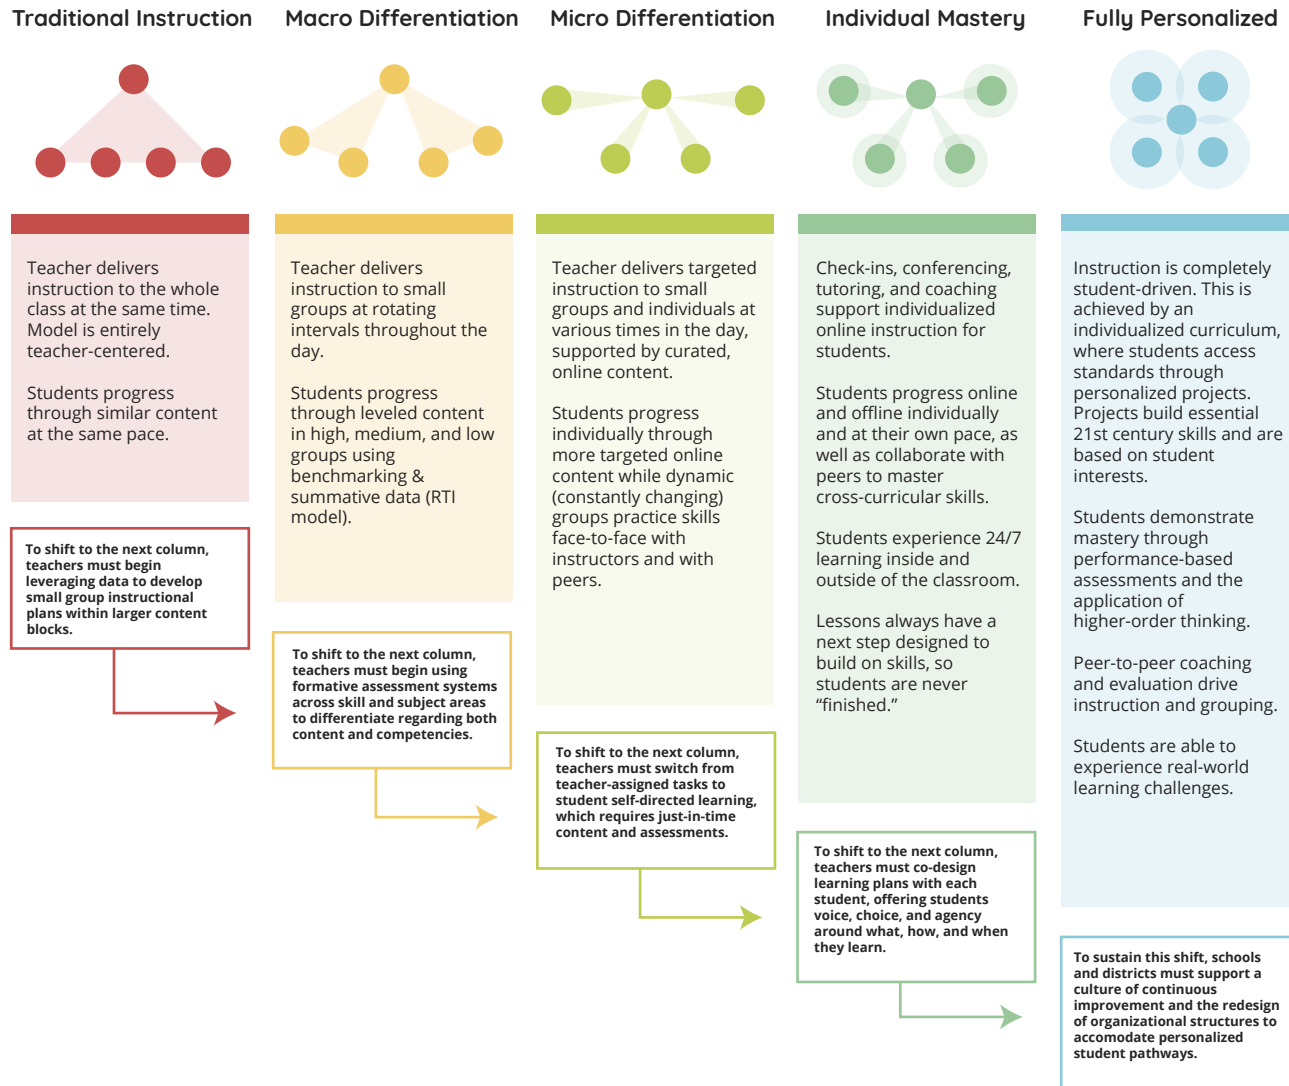 Traditional Instruction
Teacher delivers
instruction to the whole
class at the same time.
Model is entirely
teacher-centered.
Students progress
through similar content
at the same pace.
To shift to the next column,
teachers must begin
leveraging data to develop
small group instructional
plans within larger content
blocks.
Macro Differentiation
Teacher delivers
instruction to small
groups at rotating
intervals throughout the
day.
Students progress
through leveled content
in high, medium, and low
groups using
benchmarking &
summative data (RTI
model).
To shift to the next column,
teachers must begin using
formative assessment systems
across skill and subject areas
to differentiate regarding both
content and competencies.
Micro Differentiation
Teacher delivers targeted
instruction to small
groups and individuals at
various times in the day,
supported by curated,
online content.
Students progress
individually through
more targeted online
content while dynamic
(constantly changing)
groups practice skills
face-to-face with
instructors and with
peers.
To shift to the next column,
teachers must switch from
teacher-assigned tasks to
student self-directed learning,
which requires just-in-time
content and assessments.
Individual Mastery
Check-ins, conferencing,
tutoring, and coaching
support individualized
online instruction for
students.
Students progress online
and offline individually
and at their own pace, as
well as collaborate with
peers to master
cross-curricular skills.
Students experience 24/7
learning inside and
outside of the classroom.
Lessons always have a
next step designed to
build on skills, so
students are never
“finished.”
To shift to the next column,
teachers must co-design
learning plans with each
student, offering students
voice, choice, and agency
around what, how, and when
they learn.
Fully Personalized
Instruction is completely
student-driven. This is
achieved by an
individualized curriculum,
where students access
standards through
personalized projects.
Projects build essential
21st century skills and are
based on student
interests.
Students demonstrate
mastery through
performance-based
assessments and the
application of
higher-order thinking.
Peer-to-peer coaching
and evaluation drive
instruction and grouping.
Students are able to
experience real-world
learning challenges.
To sustain this shift, schools
and districts must support a
culture of continuous
improvement and the redesign
of organizational structures to
accomodate personalized
student pathways.